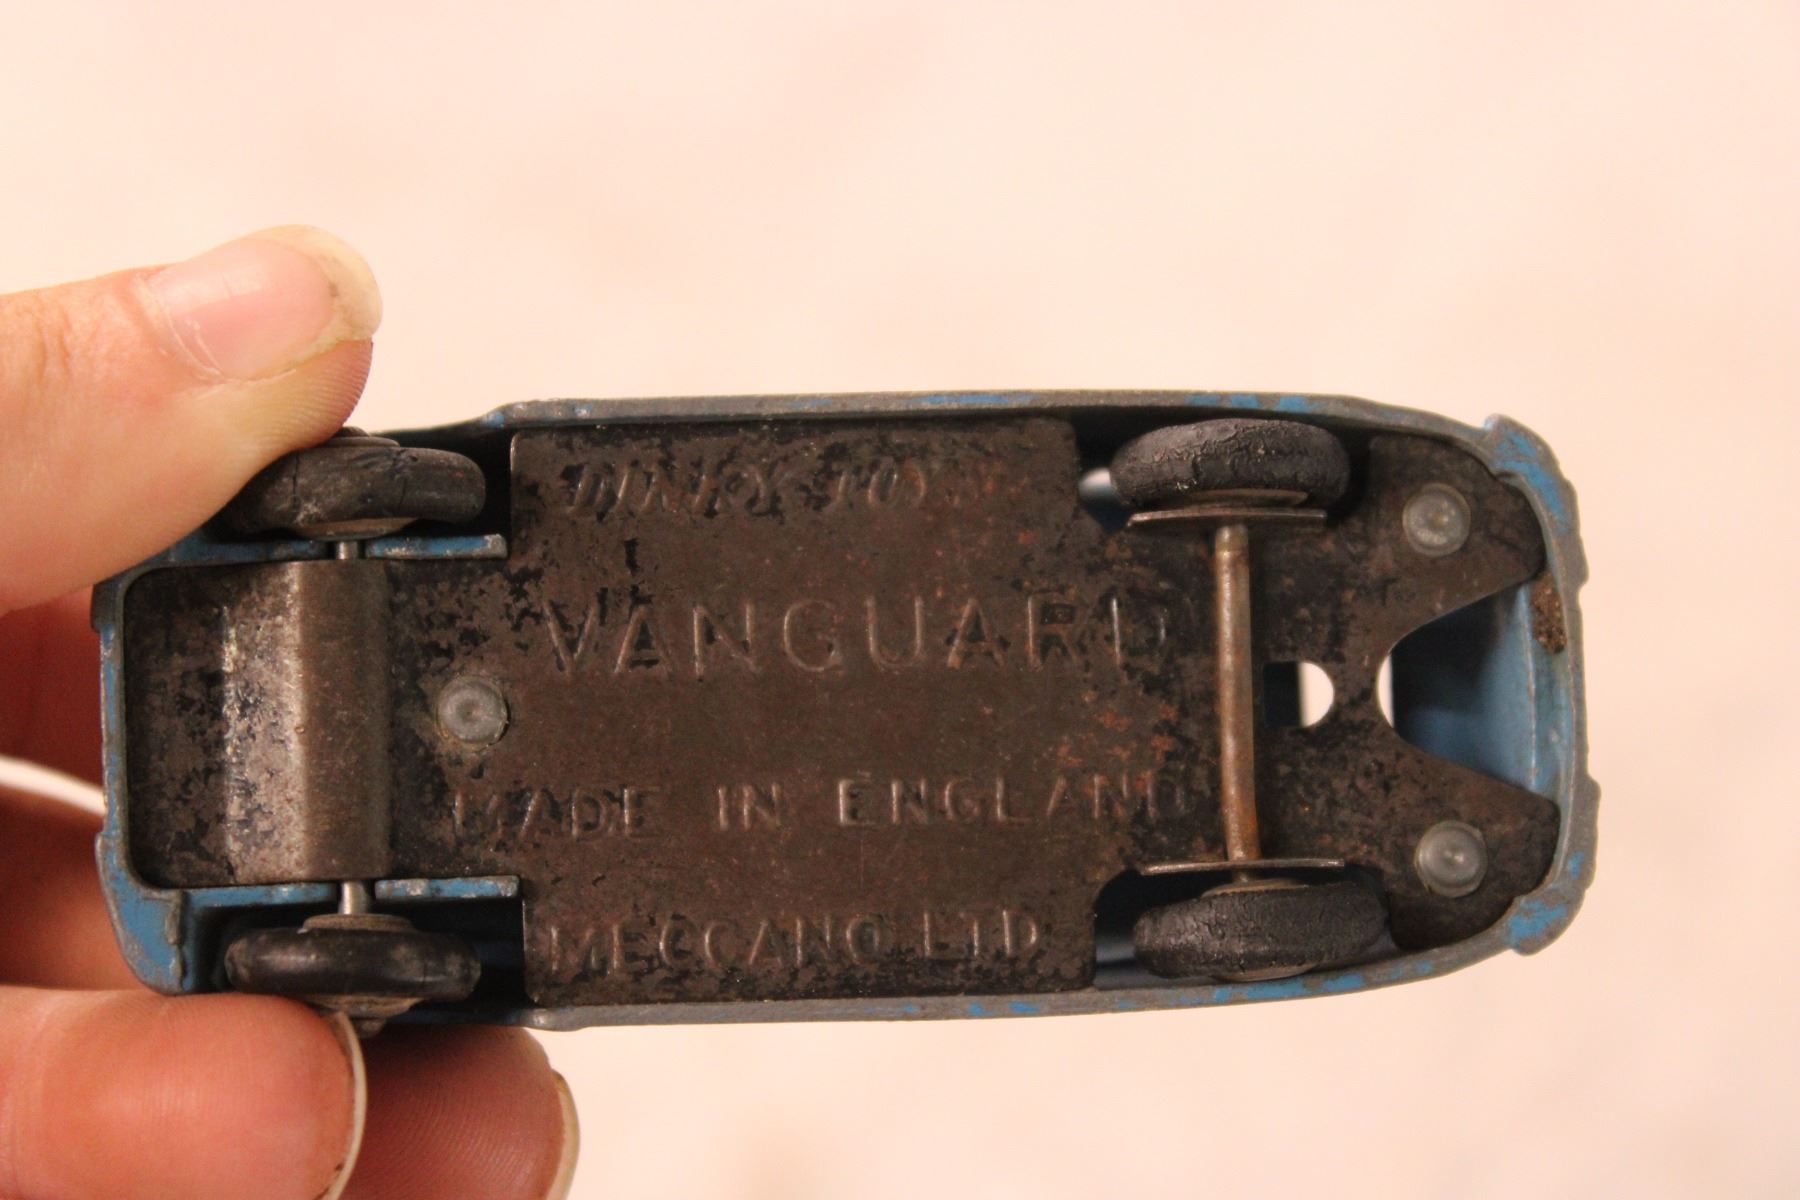 DINKY TOYS
VANGUARD
MADE IN ENGLAND
MECCANO LTD